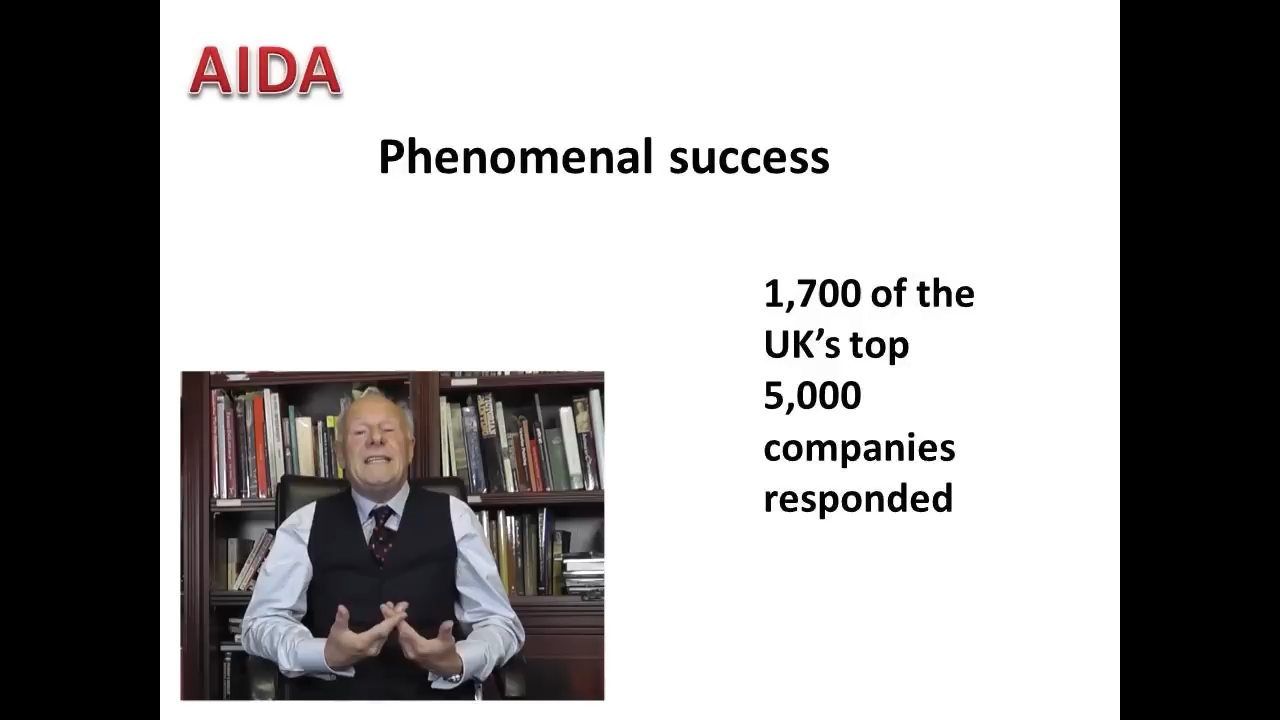 AIDA
Phenomenal success
1,700 of the
UK’s top
5,000
companies
responded